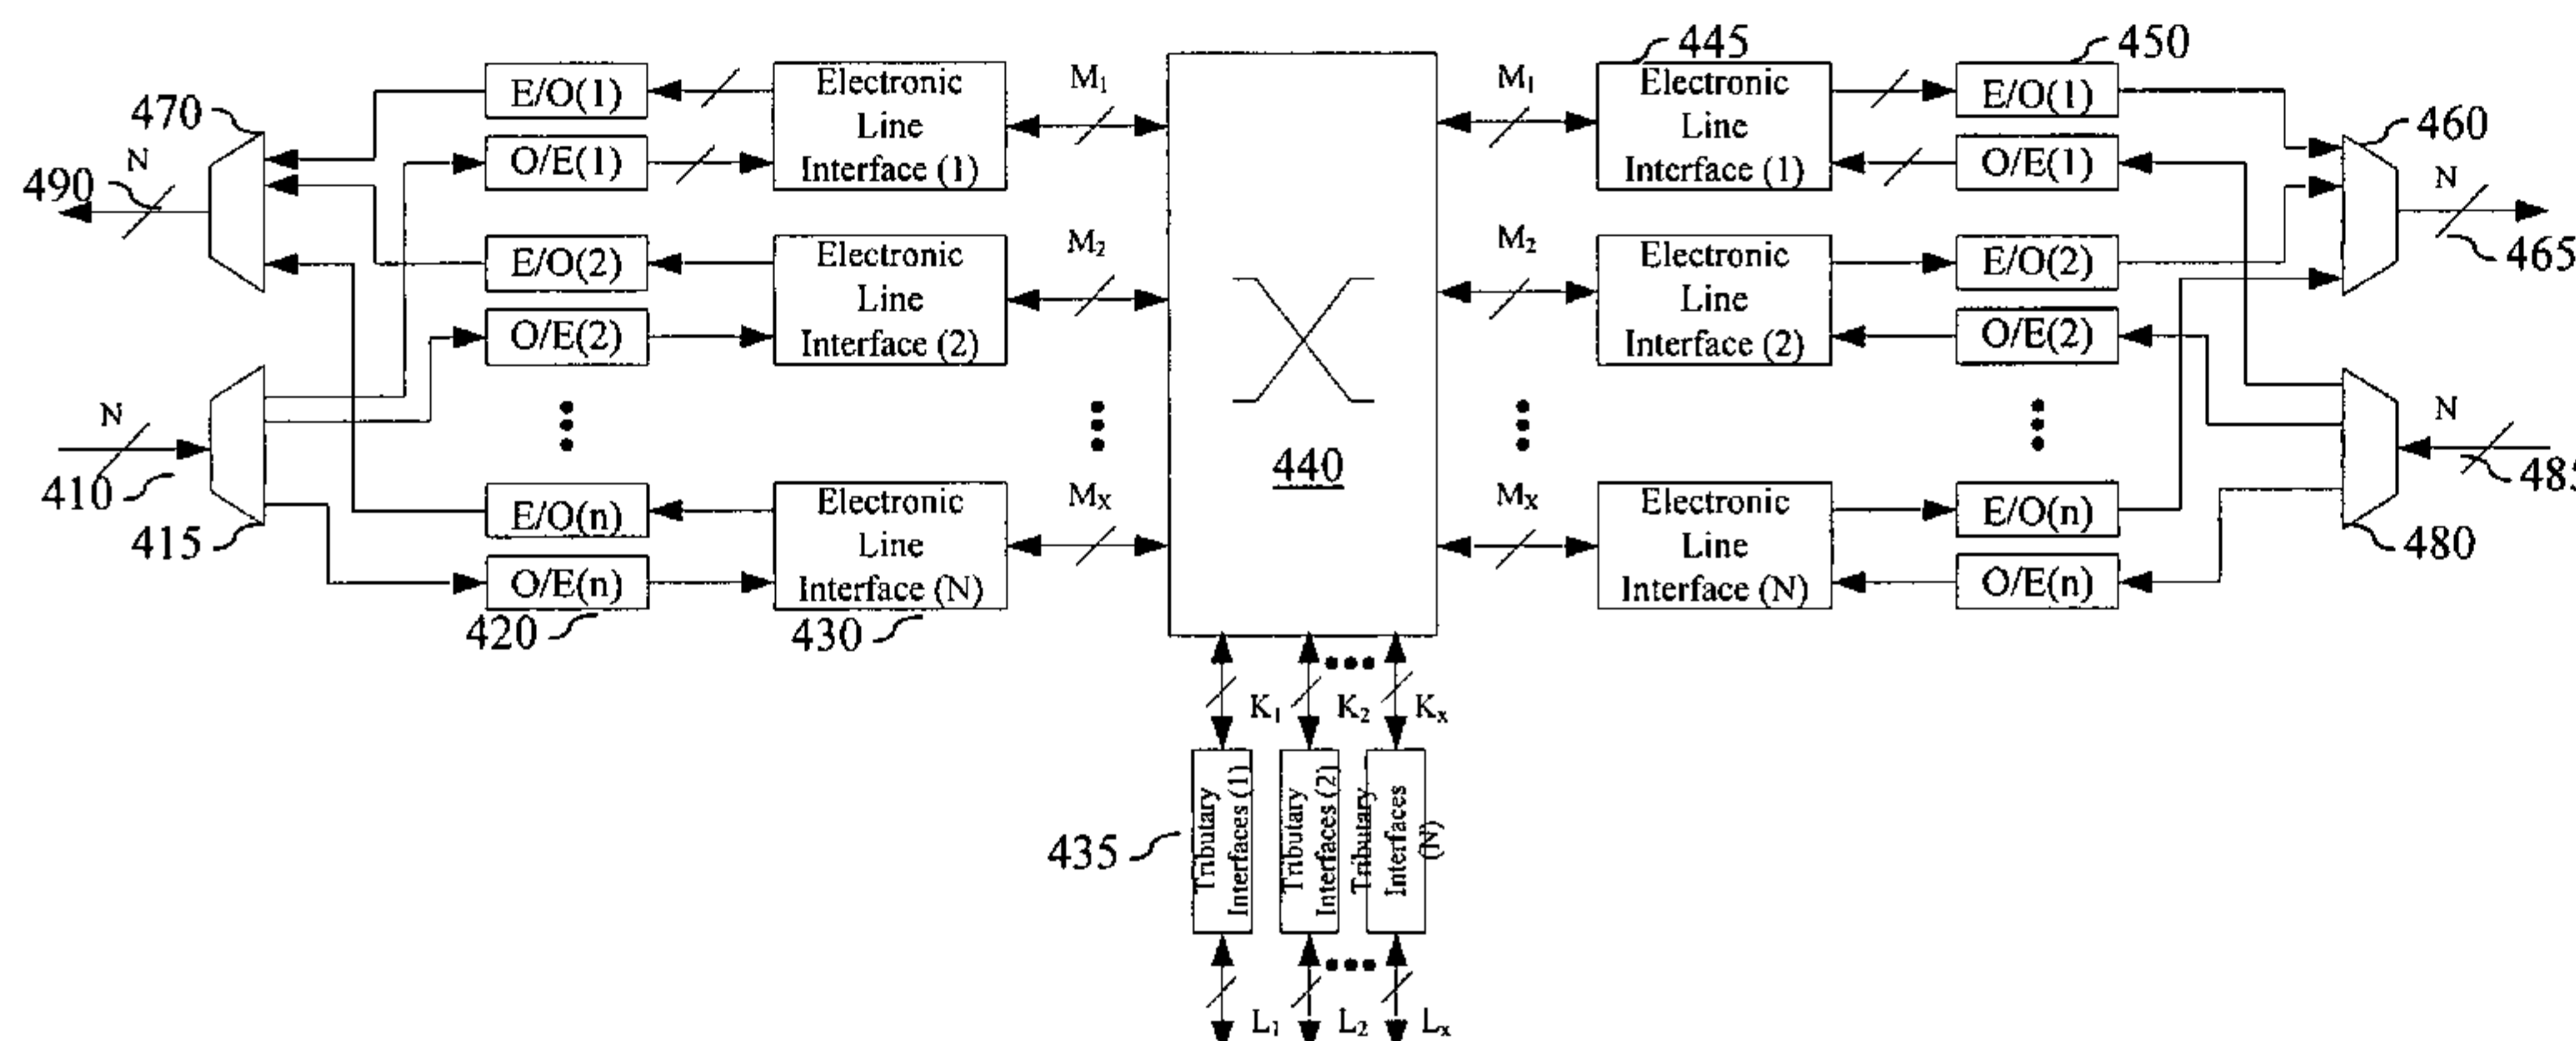 445
450
E/O(1)
Electronic
Line
Interface (1)
M₁
M₁
Electronic
Line
Interface (1)
E/O(1)
470
460
N
O/E(1)
O/E(1)
N
490
465
E/O(2)
Electronic
Line
Interface (2)
M₂
M₂
Electronic
Line
Interface (2)
E/O(2)
O/E(2)
O/E(2)
N
N
410
440
485
415
E/O(n)
Electronic
Line
Interface (N)
Mₓ
Mₓ
Electronic
Line
Interface (N)
E/O(n)
480
O/E(n)
O/E(n)
420
430
K₁
K₂
Kₓ
435
Tributary
Interfaces (1)
Tributary
Interfaces (2)
Tributary
Interfaces
(N)
L₁
L₂
Lₓ